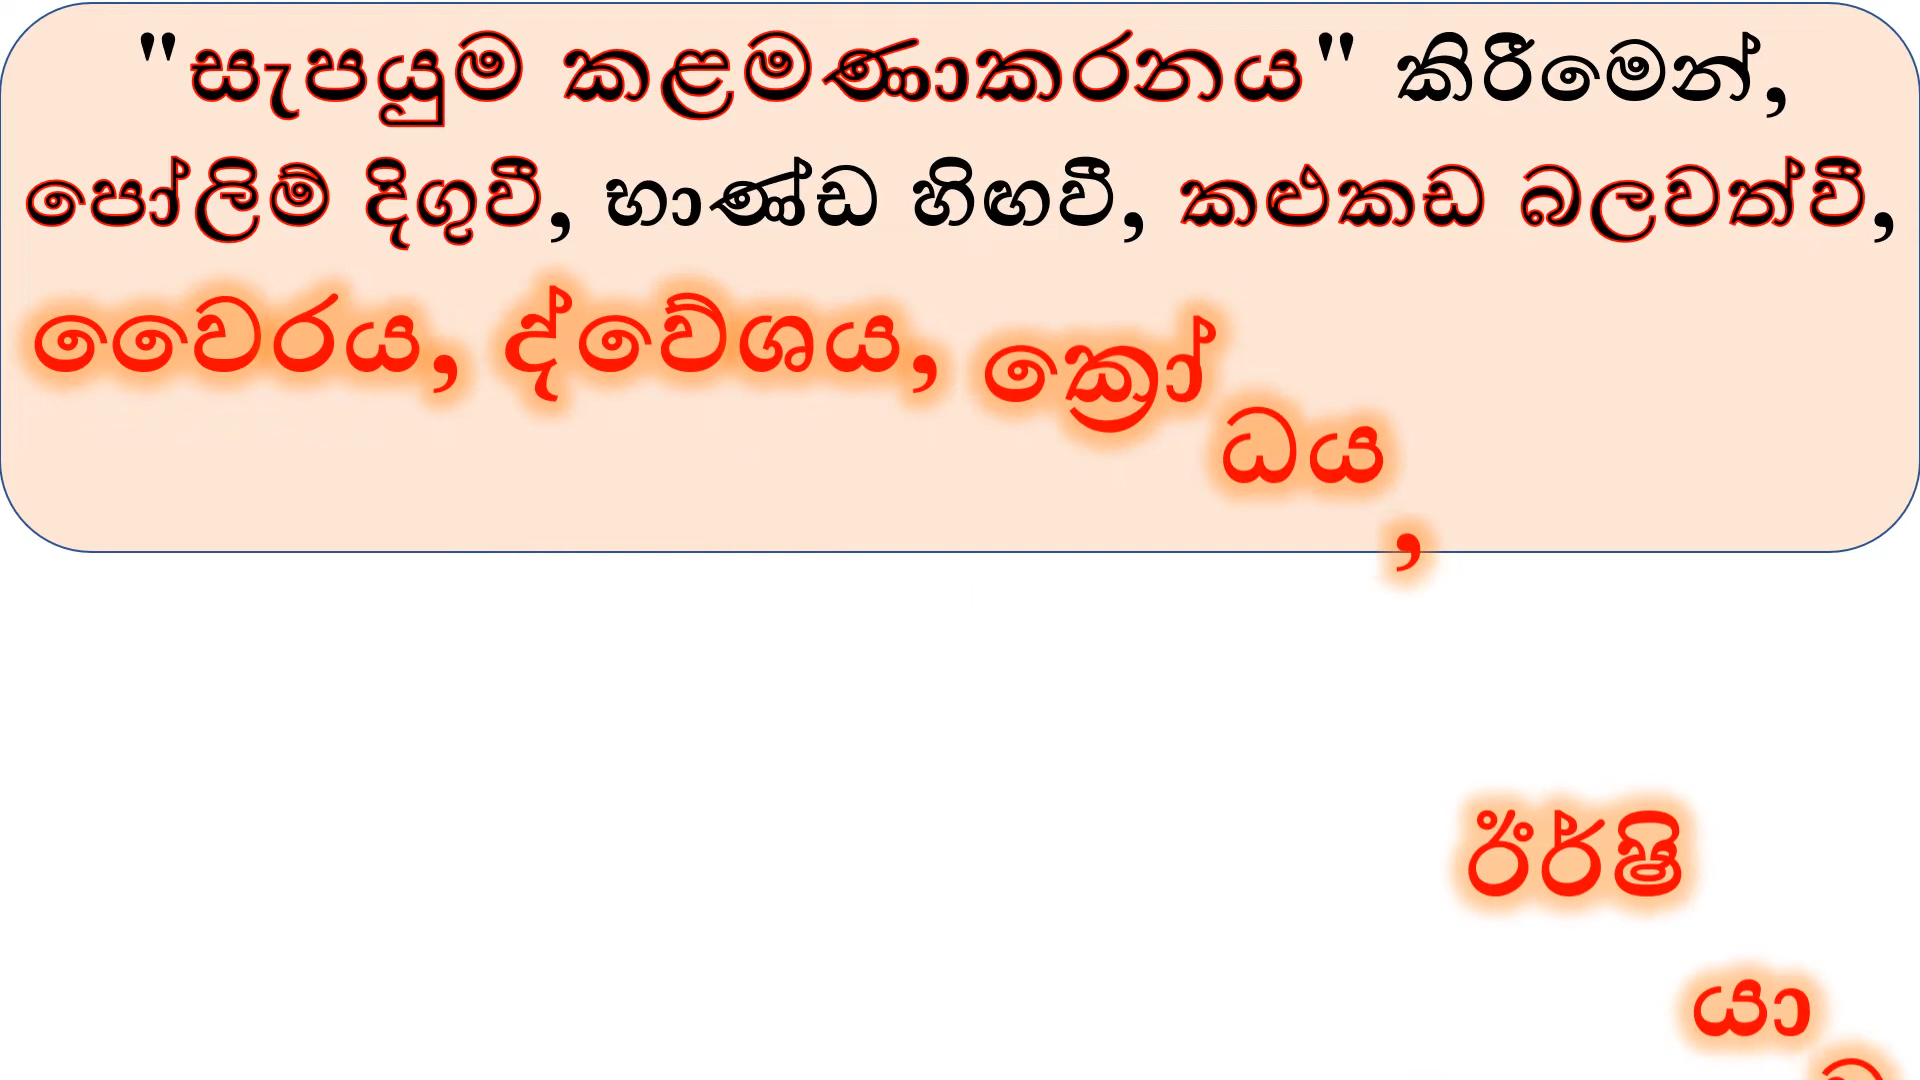 "සැපයුම කළමණාකරනය" කිරීමෙන්,
පෝලිම් දිගුවී, භාණ්ඩ හිඟවී, කළුකඩ බලවත්වී,
වෛරය, ද්වේශය, ක්‍රෝධය,
ඊර්ෂියා